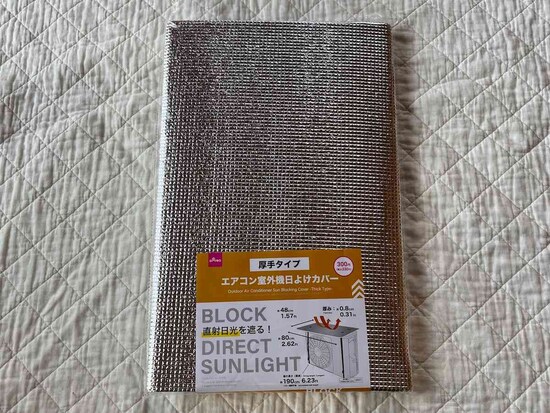 厚手タイプ
300円
エアコン室外機日よけカバー
Outdoor Air Conditioner Sun Blocking Cover -Thick Type-
BLOCK
直射日光を遮る!
DIRECT
SUNLIGHT
約48cm
1.57ft
約80cm
2.62ft
厚み:
約0.8cm
0.31in
約190cm 6.23ft
BLOCK